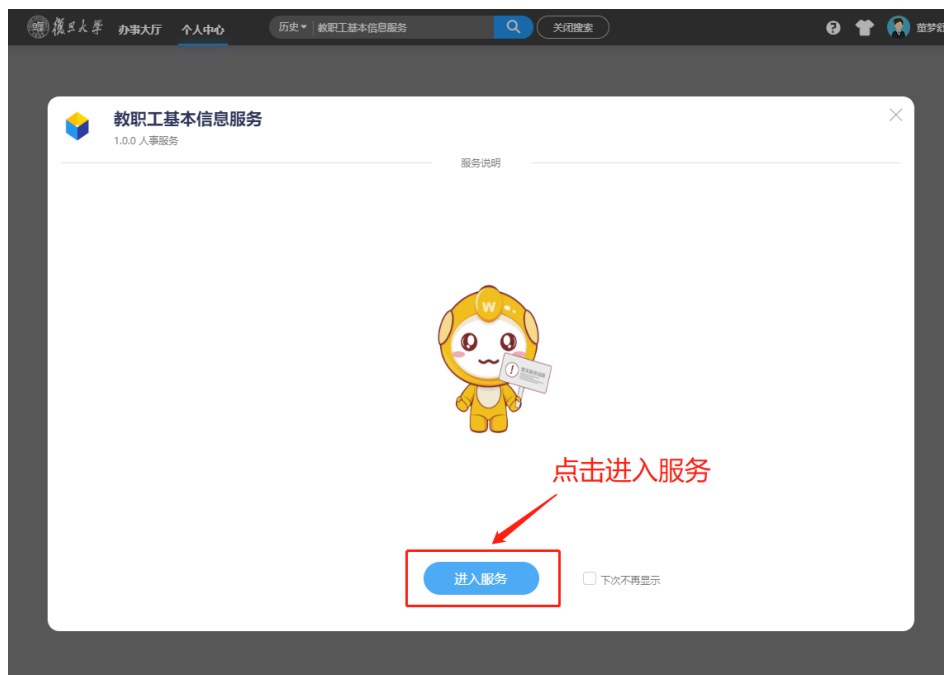 復旦大學 办事大厅 个人中心 历史 教职工基本信息服务 关闭搜索
教职工基本信息服务
1.0.0 人事服务
服务说明
W
点击进入服务
进入服务 下次不再显示